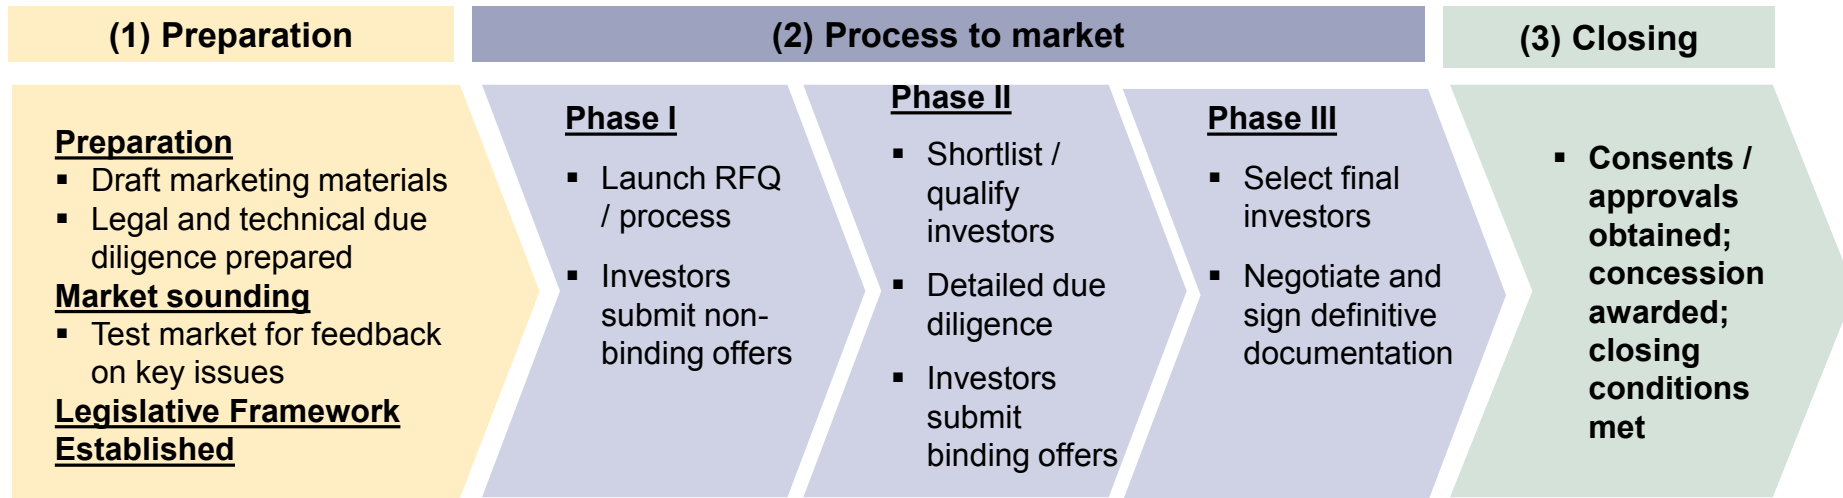 (1) Preparation
(2) Process to market
(3) Closing
Preparation
▪ Draft marketing materials
▪ Legal and technical due
diligence prepared
Market sounding
▪ Test market for feedback
on key issues
Legislative Framework
Established
Phase I
▪ Launch RFQ
/ process
▪ Investors
submit non-
binding offers
Phase II
▪ Shortlist /
qualify
investors
▪ Detailed due
diligence
▪ Investors
submit
binding offers
Phase III
▪ Select final
investors
▪ Negotiate and
sign definitive
documentation
▪ Consents /
approvals
obtained;
concession
awarded;
closing
conditions
met